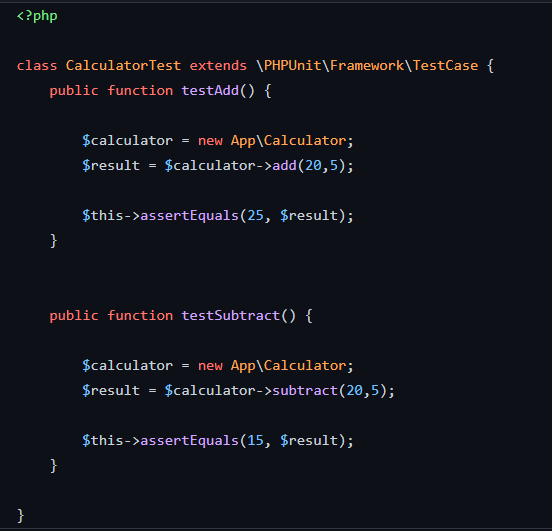 <?php
class CalculatorTest extends \PHPUnit\Framework\TestCase {
    public function testAdd() {
        $calculator = new App\Calculator;
        $result = $calculator->add(20,5);
        $this->assertEquals(25, $result);
    }
    public function testSubtract() {
        $calculator = new App\Calculator;
        $result = $calculator->subtract(20,5);
        $this->assertEquals(15, $result);
    }
}